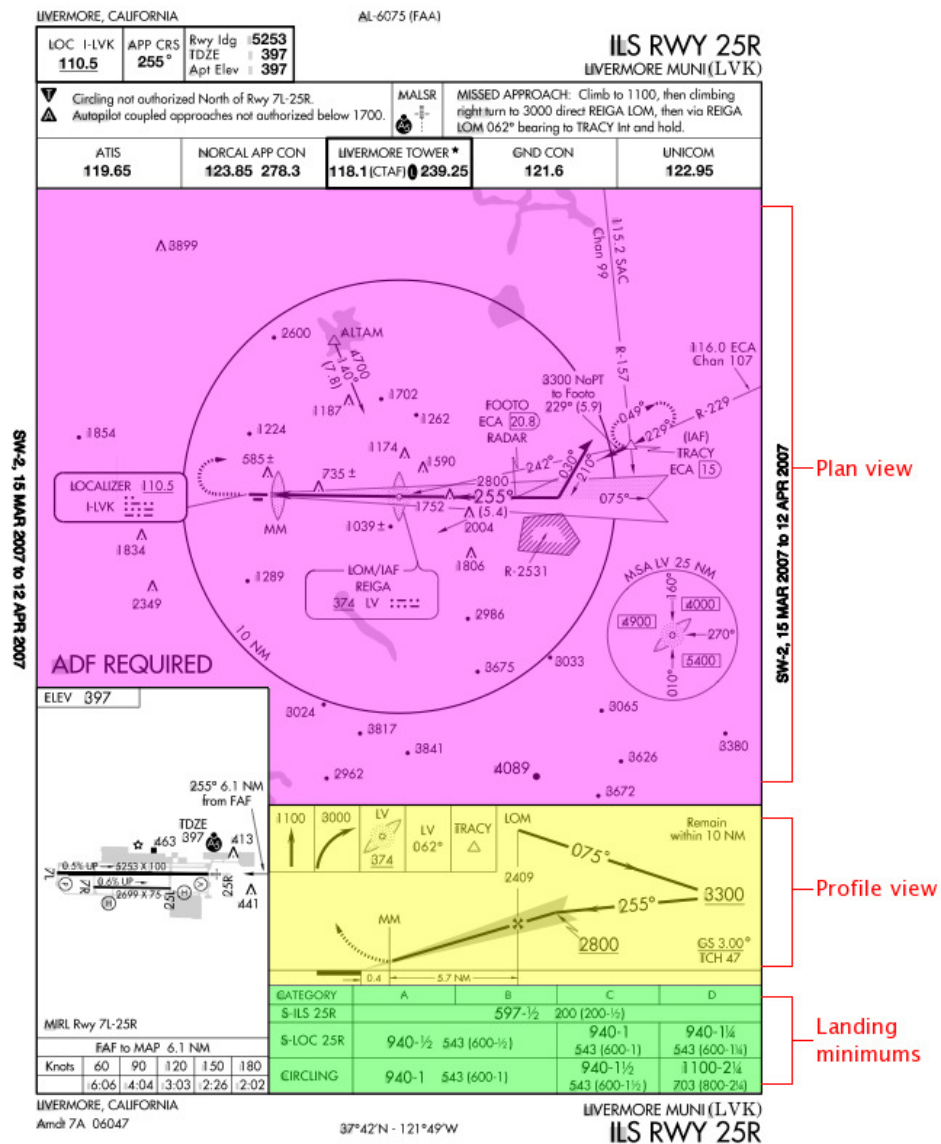 LIVERMORE, CALIFORNIA
AL-6075 (FAA)
LOC I-LVK
110.5
APP CRS
255°
Rwy ldg 5253
TDZE 397
Apt Elev 397
ILS RWY 25R
LIVERMORE MUNI (LVK)
T
A
Circling not authorized North of Rwy 7L-25R.
Autopilot coupled approaches not authorized below 1700.
MALSR
A5
MISSED APPROACH: Climb to 1100, then climbing
right turn to 3000 direct REIGA LOM, then via REIGA
LOM 062° bearing to TRACY Int and hold.
ATIS
119.65
NORCAL APP CON
123.85 278.3
LIVERMORE TOWER ★
118.1 (CTAF) L 239.25
GND CON
121.6
UNICOM
122.95
3899
115.2 SAC
Chan 99
R-157
2600
ALTAM
4700
140°
(7.8)
116.0 ECA
Chan 107
R-229
3300 NoPT
to Footo
229° (5.9)
1702
1187
1262
FOOTO
ECA 20.8
RADAR
049°
229°
(IAF)
TRACY
ECA 15
1854
1224
1174
1590
585 ±
735 ±
242°
030°
210°
LOCALIZER 110.5
I-LVK
2800
255°
(5.4)
075°
1752
MM
1039 ±
2004
1834
1806
R-2531
1289
2349
LOM/IAF
REIGA
374 LV
MSA LV 25 NM
160°
4000
4900
270°
5400
010°
2986
10 NM
ADF REQUIRED
3675
3033
3024
3065
3817
3841
3380
3626
2962
4089
3672
SW-2, 15 MAR 2007 to 12 APR 2007
SW-2, 15 MAR 2007 to 12 APR 2007
Plan view
ELEV 397
255° 6.1 NM
from FAF
TDZE
397
A5
463
413
0.5% UP
5253 X 100
7L
7R
0.6% UP
2699 X 75
25L
25R
441
P
H
H
V
MIRL Rwy 7L-25R
FAF to MAP 6.1 NM
Knots 60 90 120 150 180
6:06 4:04 3:03 2:26 2:02
1100
3000
LV
374
LV
062°
TRACY
LOM
Remain
within 10 NM
075°
2409
3300
255°
MM
2800
GS 3.00°
TCH 47
0.4
5.7 NM
Profile view
CATEGORY A B C D
S-ILS 25R 597-½ 200 (200-½)
S-LOC 25R 940-½ 543 (600-½) 940-1 543 (600-1) 940-1¼ 543 (600-1¼)
CIRCLING 940-1 543 (600-1) 940-1½ 543 (600-1½) 1100-2¼ 703 (800-2¼)
Landing
minimums
LIVERMORE, CALIFORNIA
Amdt 7A 06047
37°42'N - 121°49'W
LIVERMORE MUNI (LVK)
ILS RWY 25R